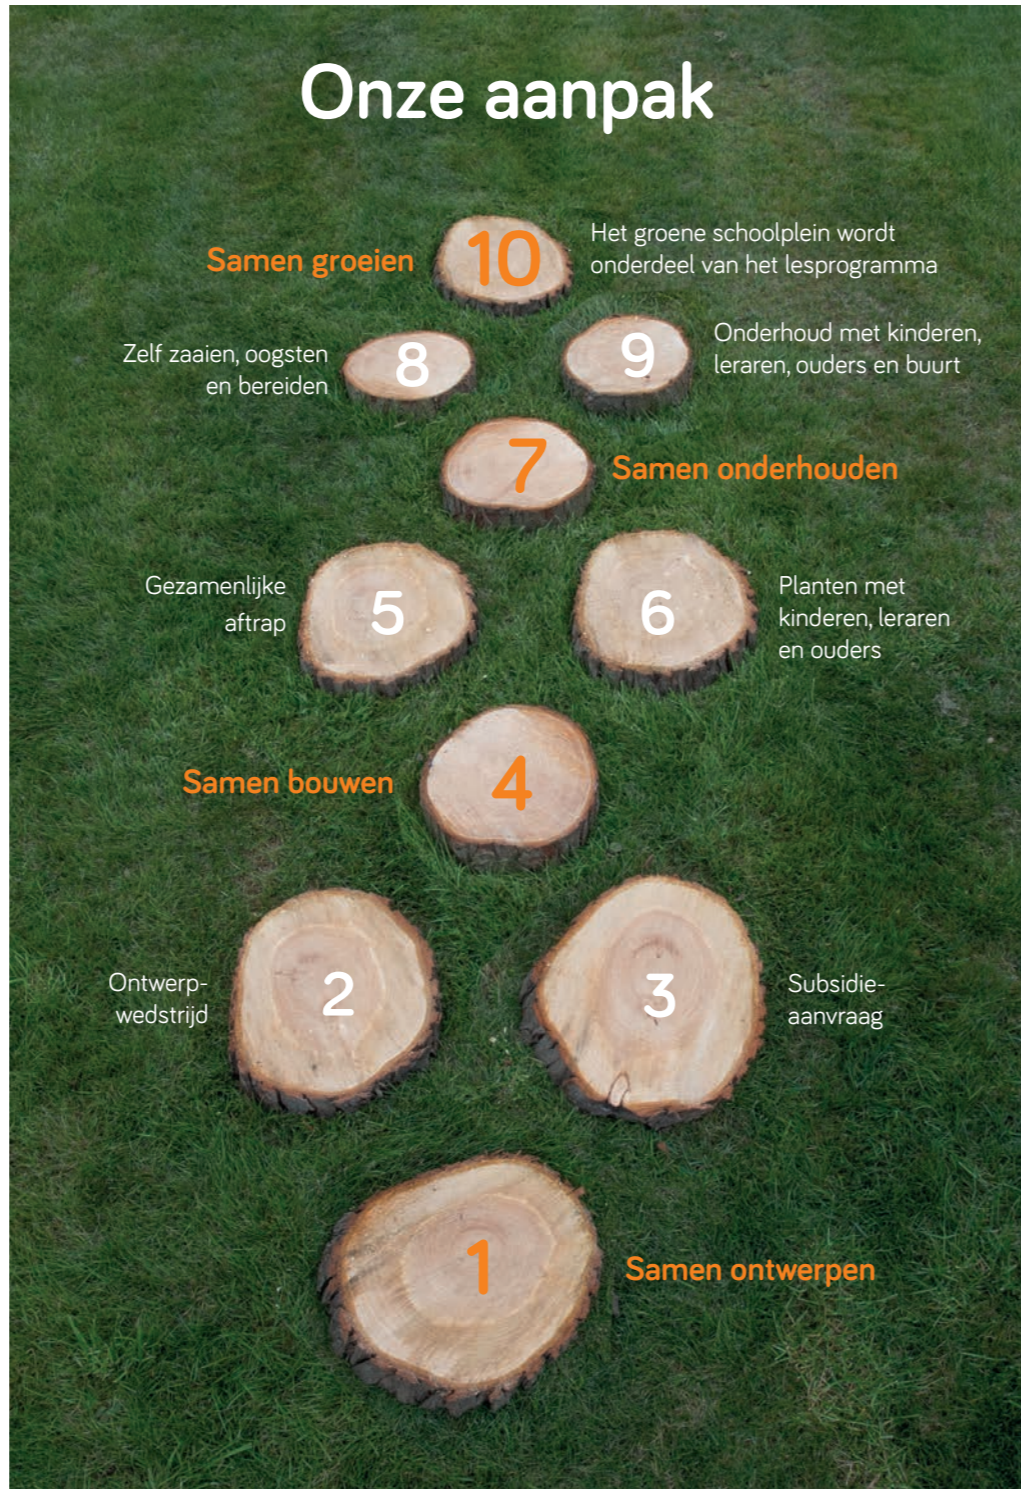 Onze aanpak
Samen groeien
10
Het groene schoolplein wordt
onderdeel van het lesprogramma
Zelf zaaien, oogsten
en bereiden
8
9
Onderhoud met kinderen,
leraren, ouders en buurt
7
Samen onderhouden
Gezamenlijke
aftrap
5
6
Planten met
kinderen, leraren
en ouders
Samen bouwen
4
Ontwerp-
wedstrijd
2
3
Subsidie-
aanvraag
1
Samen ontwerpen